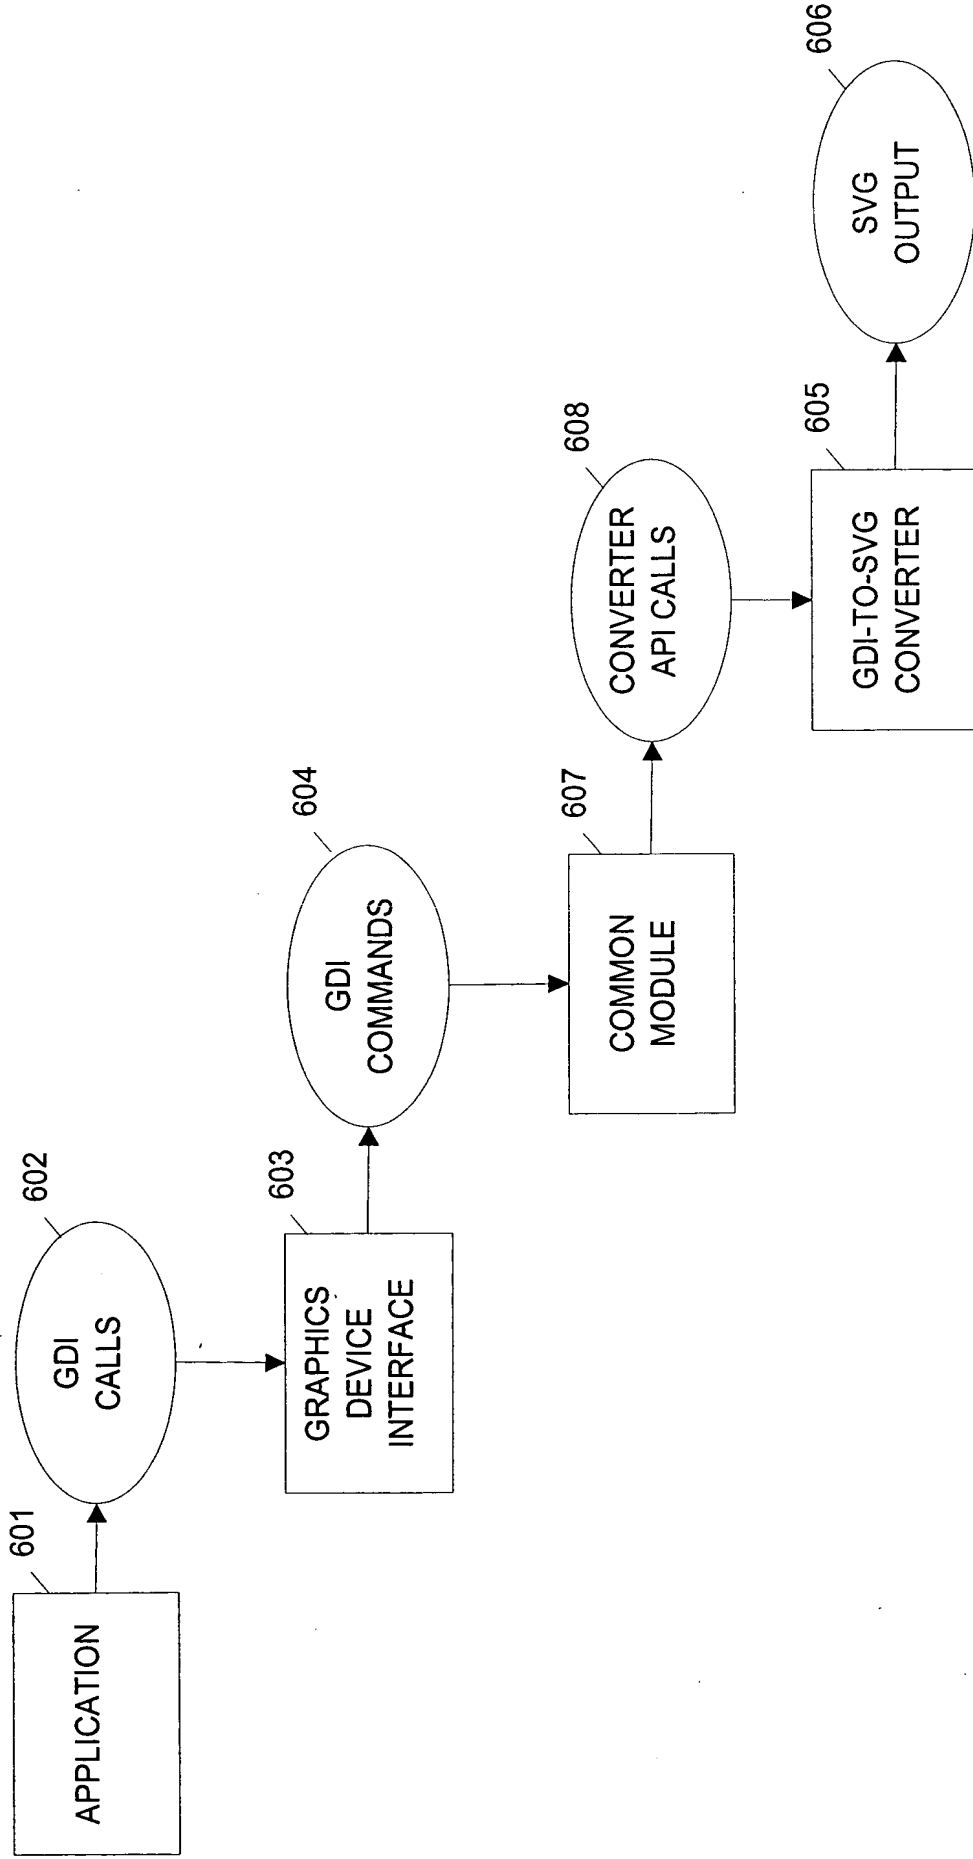 601
APPLICATION
602
GDI
CALLS
603
GRAPHICS
DEVICE
INTERFACE
604
GDI
COMMANDS
607
COMMON
MODULE
608
CONVERTER
API CALLS
605
GDI-TO-SVG
CONVERTER
606
SVG
OUTPUT